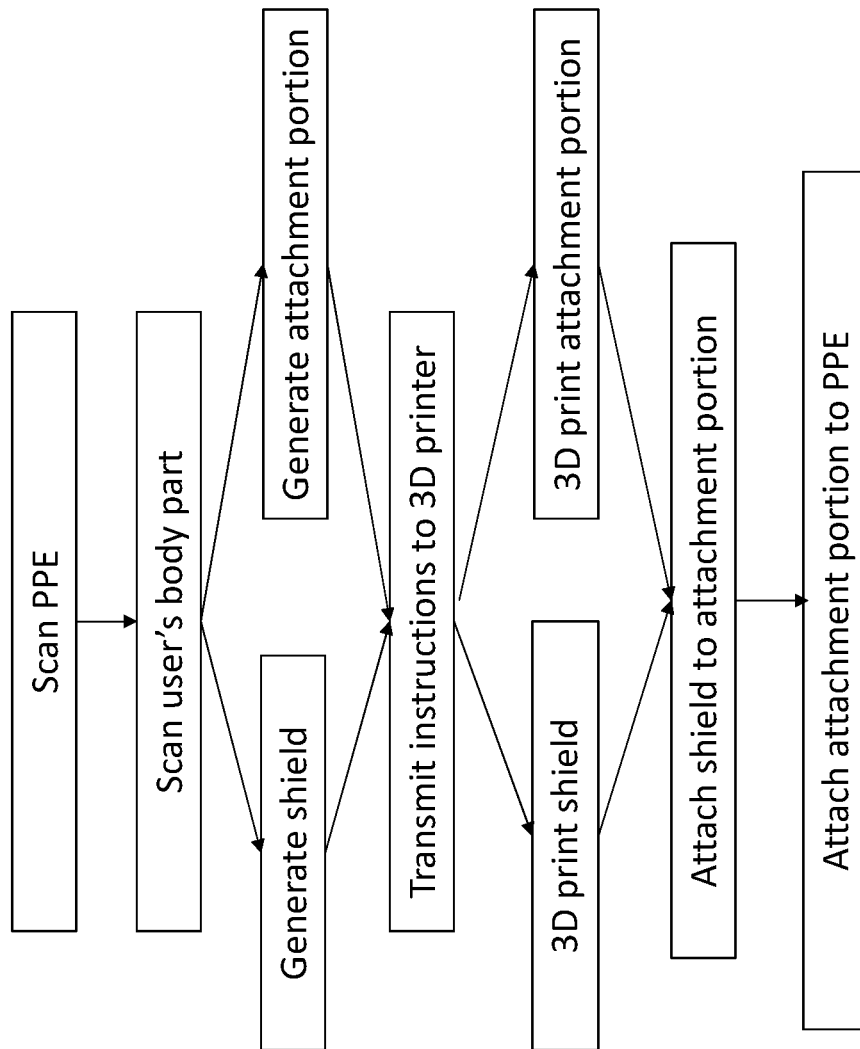 Scan PPE
Scan user’s body part
Generate shield
Generate attachment portion
Transmit instructions to 3D printer
3D print shield
3D print attachment portion
Attach shield to attachment portion
Attach attachment portion to PPE